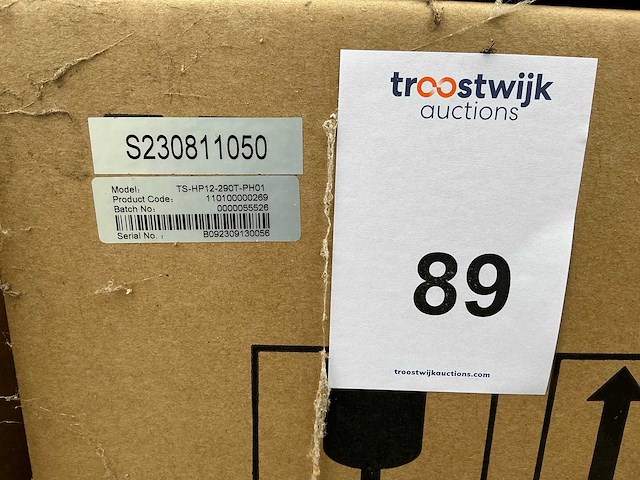 S230811050
Model: TS-HP12-290T-PH01
Product Code: 110100000269
Batch No: 0000055526
Serial No.: B092309130056
troostwijk
auctions
89
troostwijkauctions.com